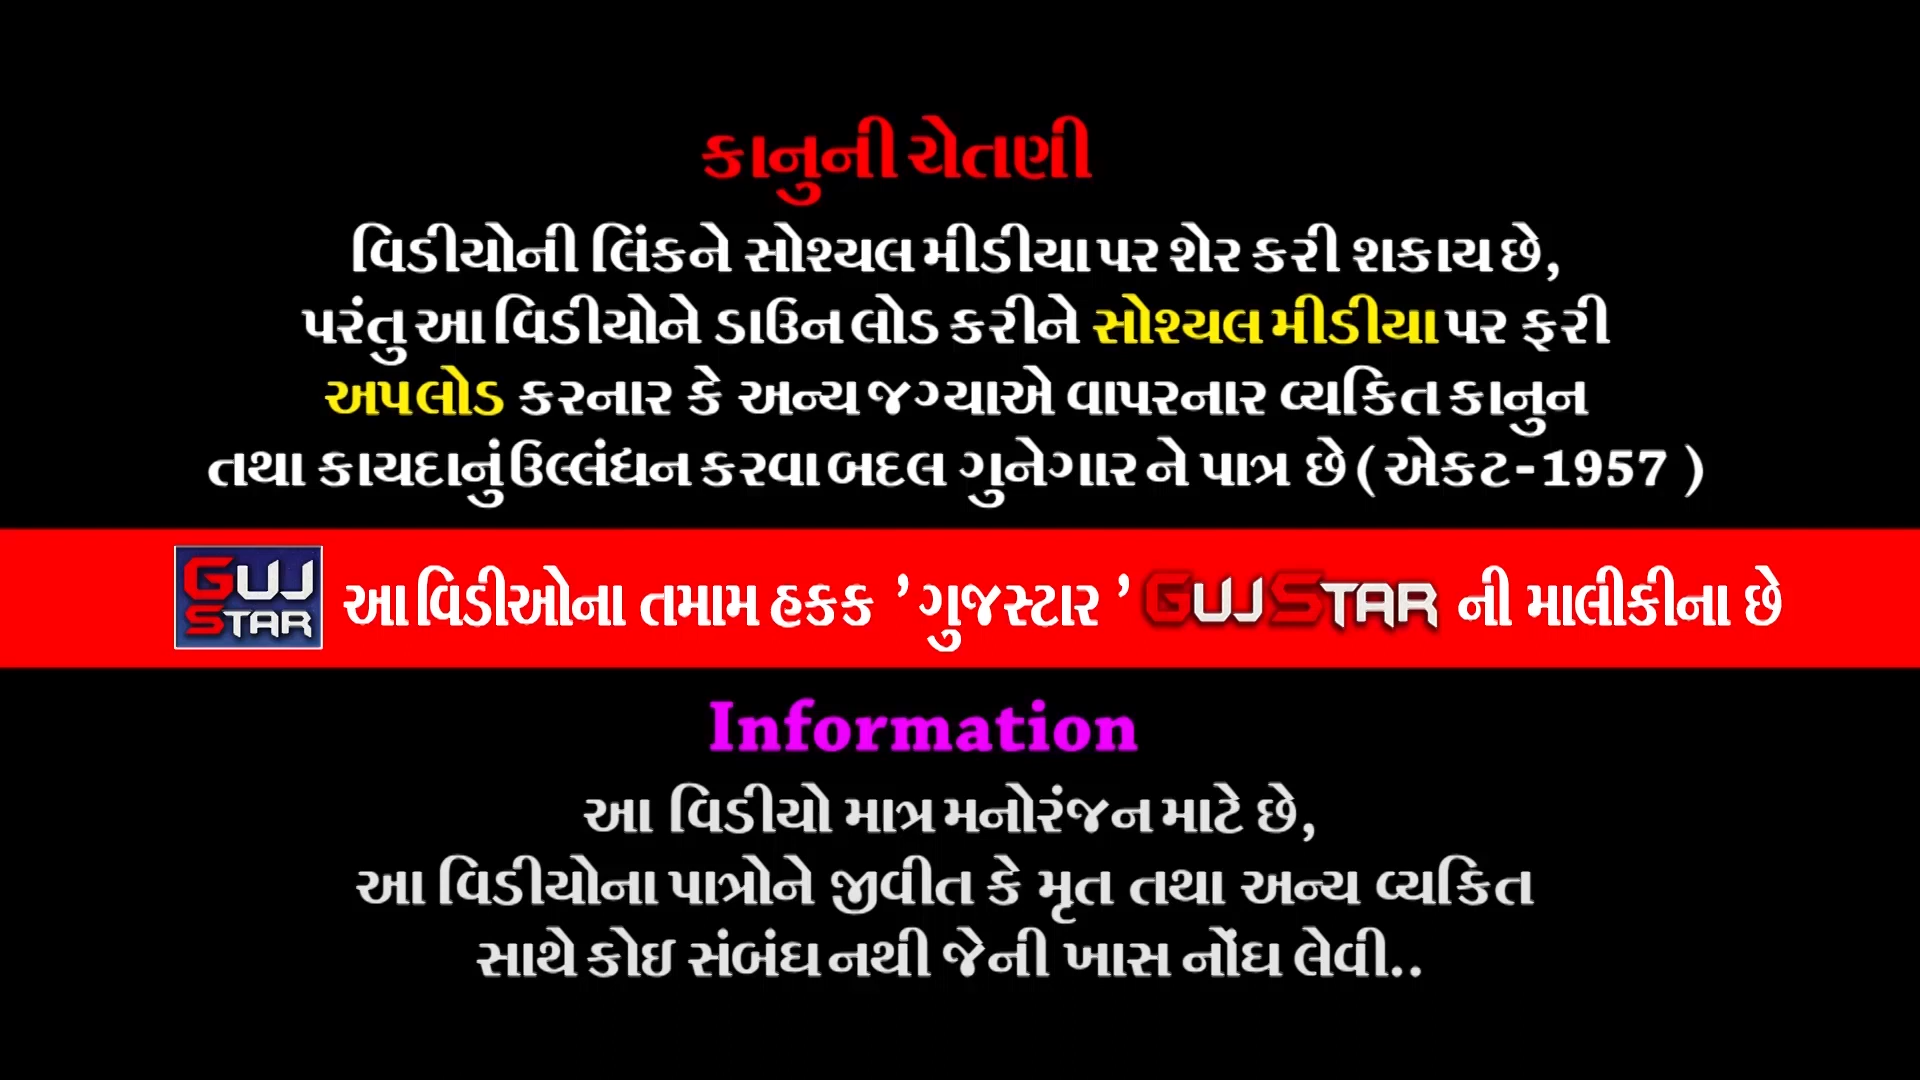 કાનુની ચેતણી
વિડીયોની લિંકને સોશ્યલ મીડીયા પર શેર કરી શકાય છે,
પરંતુ આ વિડીયોને ડાઉન લોડ કરીને સોશ્યલ મીડીયા પર ફરી
અપલોડ કરનાર કે અન્ય જગ્યાએ વાપરનાર વ્યકિત કાનુન
તથા કાયદાનું ઉલ્લંઘન કરવા બદલ ગુનેગાર ને પાત્ર છે ( એકટ-1957 )
GUJ STAR આ વિડીઓના તમામ હકક ’ ગુજસ્ટાર ’ GUJ STAR ની માલીકીના છે
Information
આ વિડીયો માત્ર મનોરંજન માટે છે,
આ વિડીયોના પાત્રોને જીવીત કે મૃત તથા અન્ય વ્યકિત
સાથે કોઇ સંબંઘ નથી જેની ખાસ નોંઘ લેવી..